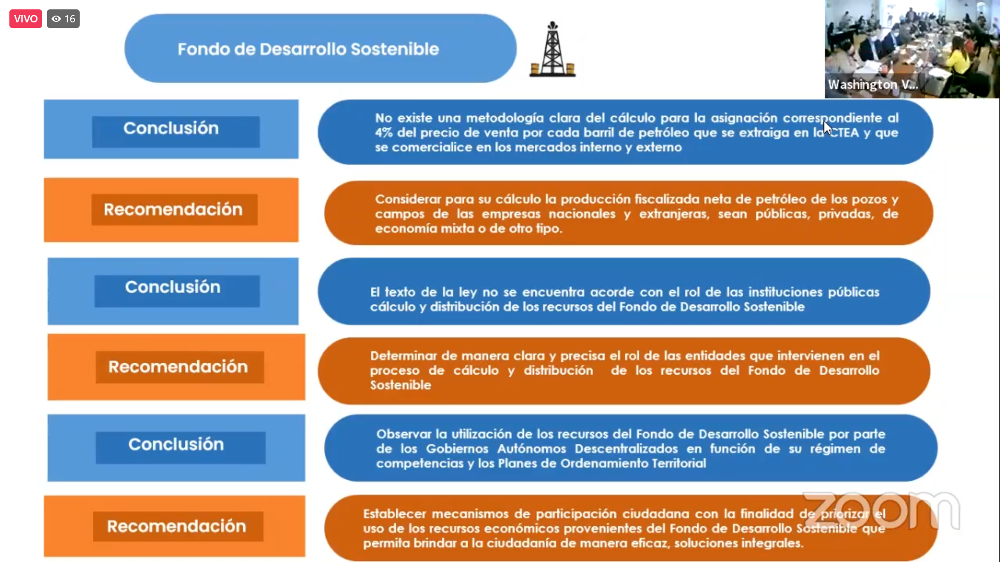 VIVO
16
Fondo de Desarrollo Sostenible
Washington V...
Conclusión
No existe una metodología clara del cálculo para la asignación correspondiente al
4% del precio de venta por cada barril de petróleo que se extraiga en la CTEA y que
se comercialice en los mercados interno y externo
Recomendación
Considerar para su cálculo la producción fiscalizada neta de petróleo de los pozos y
campos de las empresas nacionales y extranjeras, sean públicas, privadas, de
economía mixta o de otro tipo.
Conclusión
El texto de la ley no se encuentra acorde con el rol de las instituciones públicas
cálculo y distribución de los recursos del Fondo de Desarrollo Sostenible
Recomendación
Determinar de manera clara y precisa el rol de las entidades que intervienen en el
proceso de cálculo y distribución de los recursos del Fondo de Desarrollo
Sostenible
Conclusión
Observar la utilización de los recursos del Fondo de Desarrollo Sostenible por parte
de los Gobiernos Autónomos Descentralizados en función de su régimen de
competencias y los Planes de Ordenamiento Territorial
Recomendación
Establecer mecanismos de participación ciudadana con la finalidad de priorizar el
uso de los recursos económicos provenientes del Fondo de Desarrollo Sostenible que
permita brindar a la ciudadanía de manera eficaz, soluciones integrales.
zoom